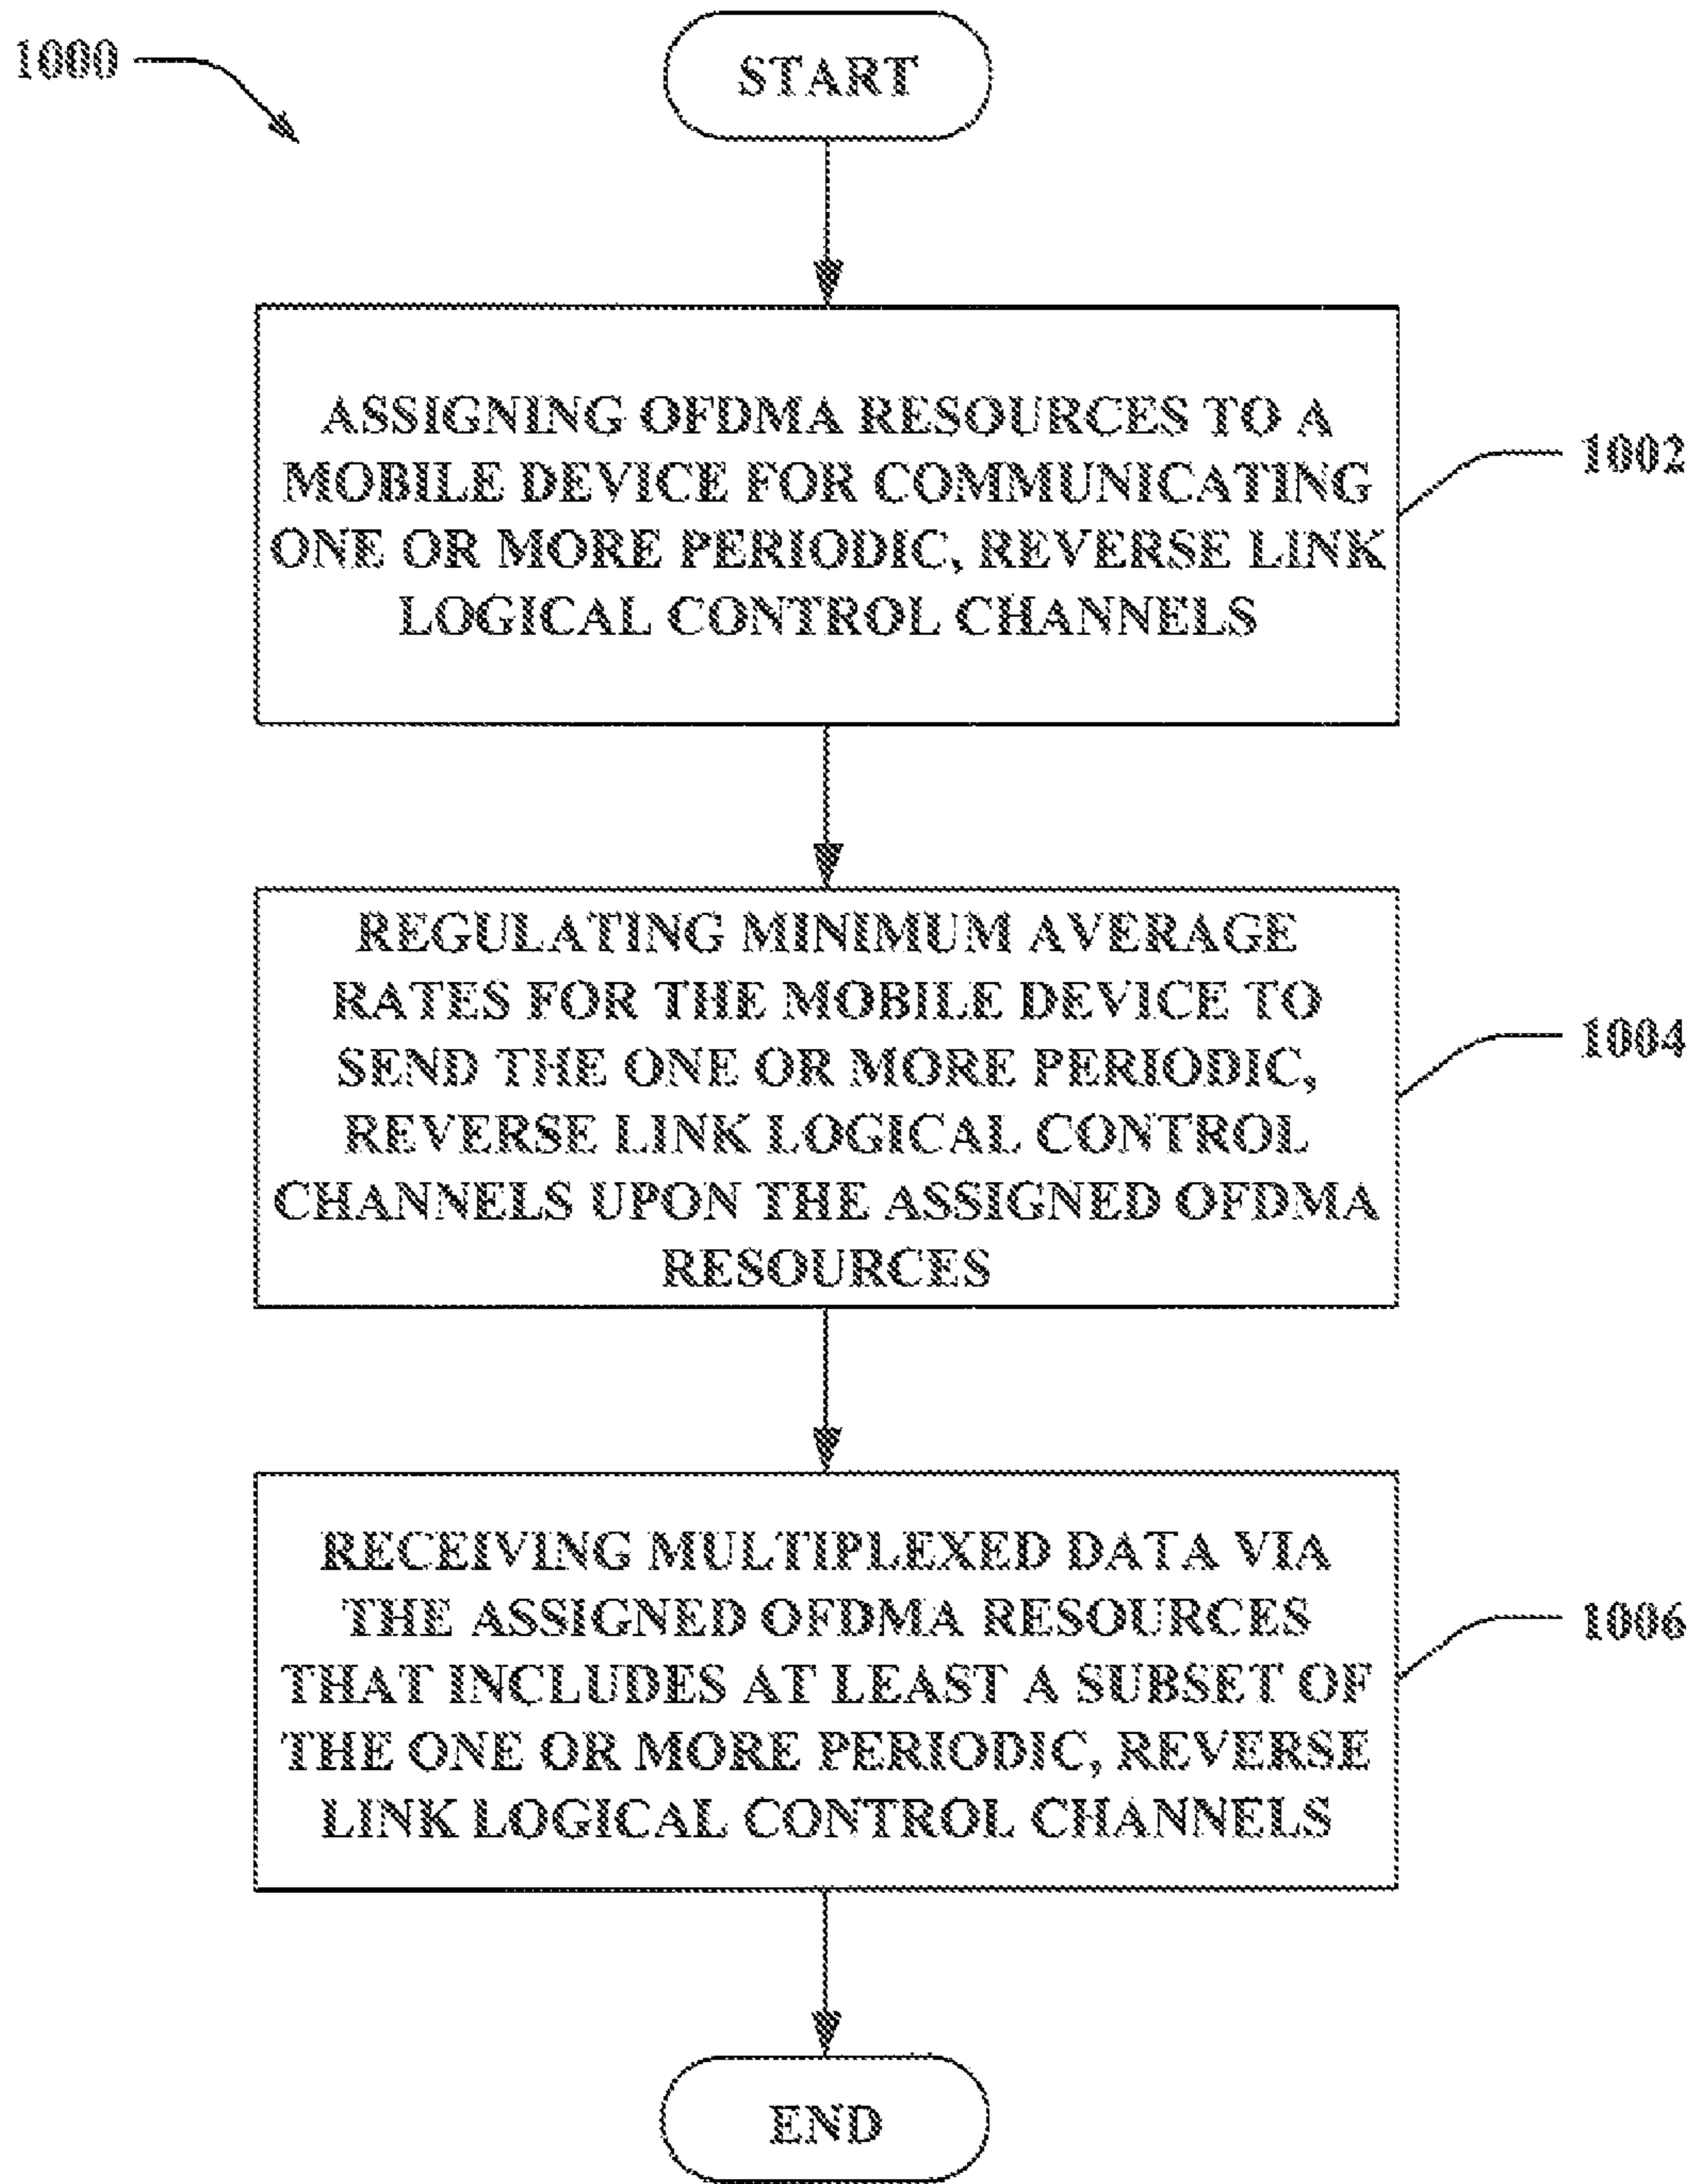 1000
START
ASSIGNING OFDMA RESOURCES TO A
MOBILE DEVICE FOR COMMUNICATING
ONE OR MORE PERIODIC, REVERSE LINK
LOGICAL CONTROL CHANNELS
1002
REGULATING MINIMUM AVERAGE
RATES FOR THE MOBILE DEVICE TO
SEND THE ONE OR MORE PERIODIC,
REVERSE LINK LOGICAL CONTROL
CHANNELS UPON THE ASSIGNED OFDMA
RESOURCES
1004
RECEIVING MULTIPLEXED DATA VIA
THE ASSIGNED OFDMA RESOURCES
THAT INCLUDES AT LEAST A SUBSET OF
THE ONE OR MORE PERIODIC, REVERSE
LINK LOGICAL CONTROL CHANNELS
1006
END